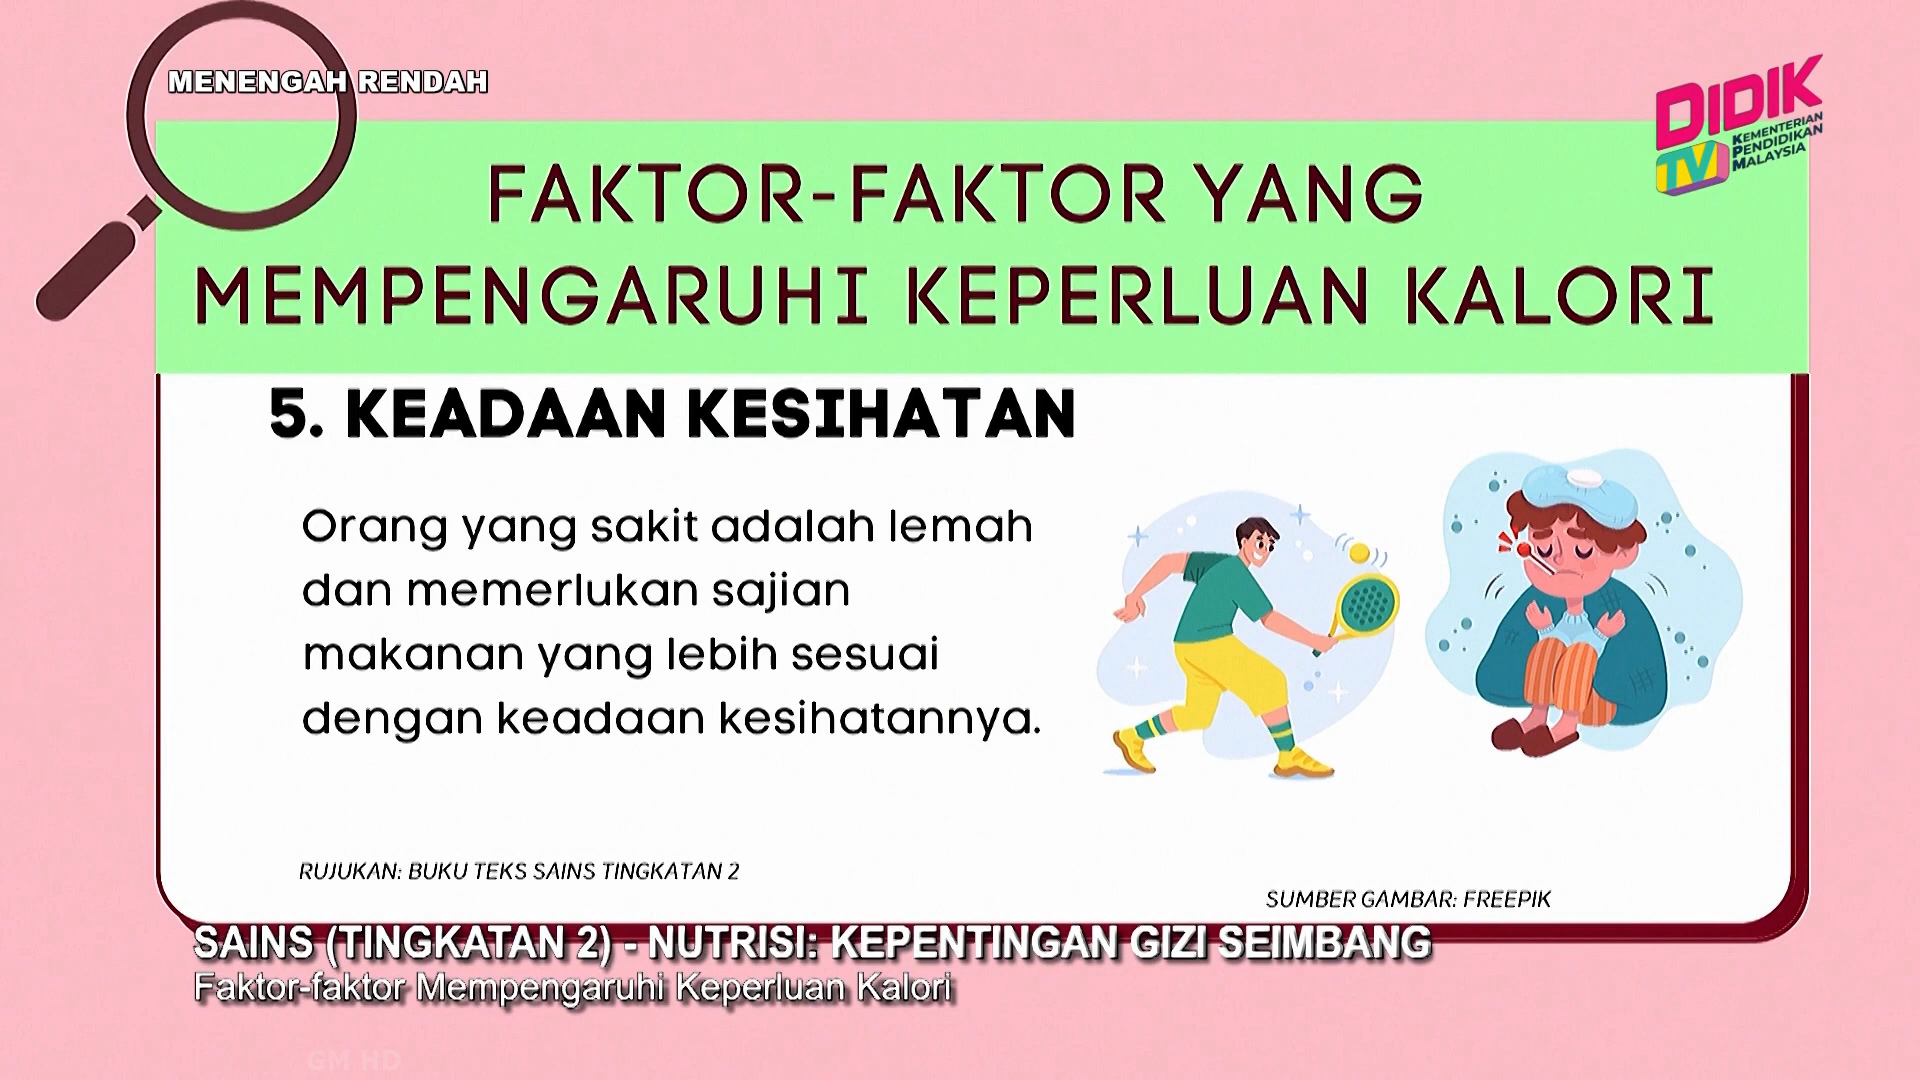 MENENGAH RENDAH
DIDIK
TV
KEMENTERIAN
PENDIDIKAN
MALAYSIA
FAKTOR-FAKTOR YANG
MEMPENGARUHI KEPERLUAN KALORI
5. KEADAAN KESIHATAN
Orang yang sakit adalah lemah
dan memerlukan sajian
makanan yang lebih sesuai
dengan keadaan kesihatannya.
RUJUKAN: BUKU TEKS SAINS TINGKATAN 2
SUMBER GAMBAR: FREEPIK
SAINS (TINGKATAN 2) - NUTRISI: KEPENTINGAN GIZI SEIMBANG
Faktor-faktor Mempengaruhi Keperluan Kalori
GM HD